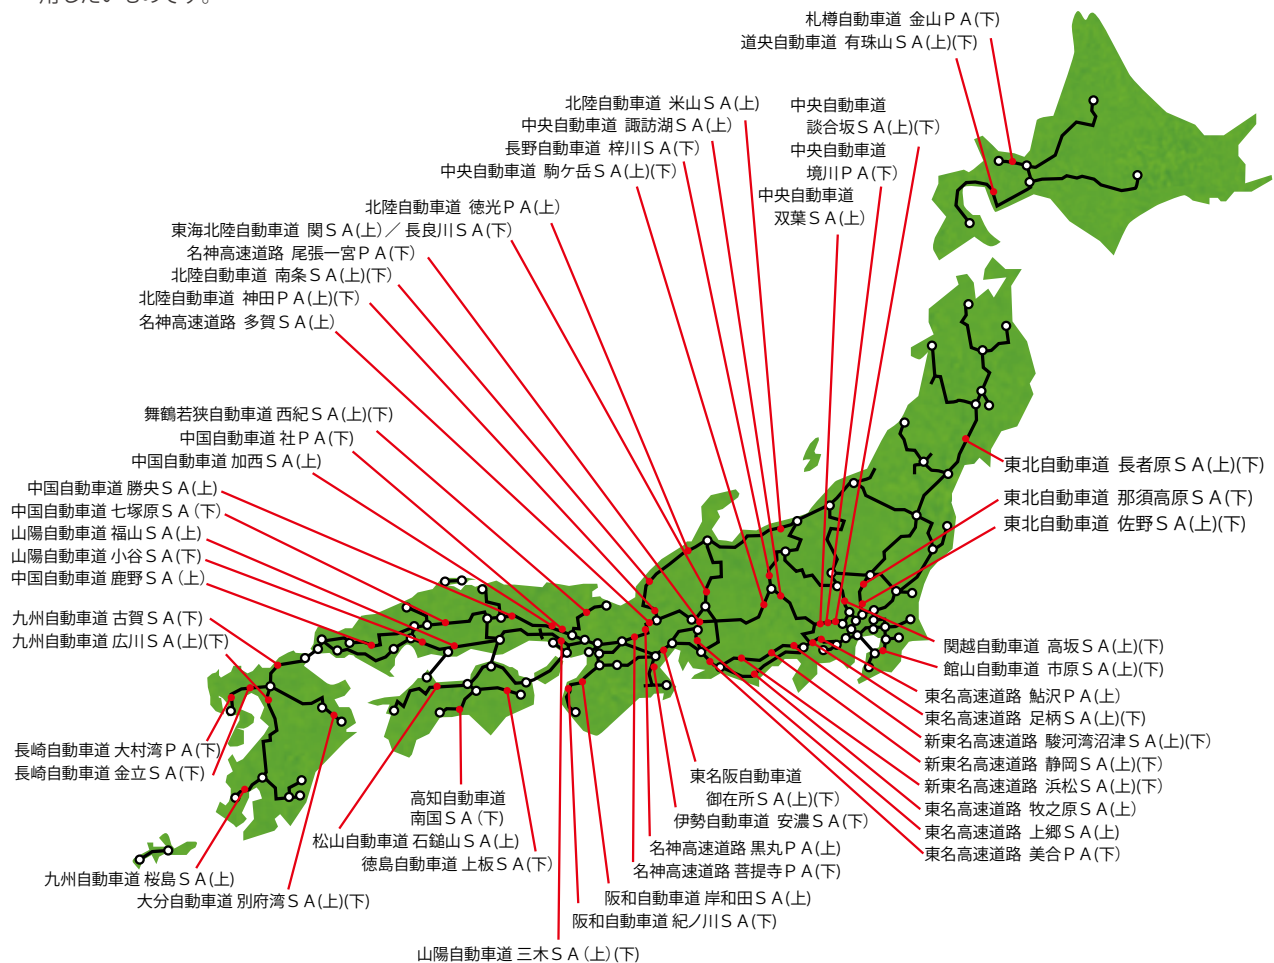 用したいものです。
札樽自動車道 金山ＰＡ(下)
道央自動車道 有珠山ＳＡ(上)(下)
北陸自動車道 米山ＳＡ(上)
中央自動車道 諏訪湖ＳＡ(上)
長野自動車道 梓川ＳＡ(下)
中央自動車道 駒ケ岳ＳＡ(上)(下)
中央自動車道
談合坂ＳＡ(上)(下)
中央自動車道
境川ＰＡ(下)
中央自動車道
双葉ＳＡ(上)
北陸自動車道 徳光ＰＡ(上)
東海北陸自動車道 関ＳＡ(上)／長良川ＳＡ(下)
名神高速道路 尾張一宮ＰＡ(下)
北陸自動車道 南条ＳＡ(上)(下)
北陸自動車道 神田ＰＡ(上)(下)
名神高速道路 多賀ＳＡ(上)
舞鶴若狭自動車道 西紀ＳＡ(上)(下)
中国自動車道 社ＰＡ(下)
中国自動車道 加西ＳＡ(上)
中国自動車道 勝央ＳＡ(上)
中国自動車道 七塚原ＳＡ(下)
山陽自動車道 福山ＳＡ(上)
山陽自動車道 小谷ＳＡ(下)
中国自動車道 鹿野ＳＡ(上)
九州自動車道 古賀ＳＡ(下)
九州自動車道 広川ＳＡ(上)(下)
東北自動車道 長者原ＳＡ(上)(下)
東北自動車道 那須高原ＳＡ(下)
東北自動車道 佐野ＳＡ(上)(下)
関越自動車道 高坂ＳＡ(上)(下)
館山自動車道 市原ＳＡ(上)(下)
東名高速道路 鮎沢ＰＡ(上)
東名高速道路 足柄ＳＡ(上)(下)
新東名高速道路 駿河湾沼津ＳＡ(上)(下)
新東名高速道路 静岡ＳＡ(上)(下)
新東名高速道路 浜松ＳＡ(上)(下)
東名高速道路 牧之原ＳＡ(上)
東名高速道路 上郷ＳＡ(上)
東名高速道路 美合ＰＡ(下)
長崎自動車道 大村湾ＰＡ(下)
長崎自動車道 金立ＳＡ(下)
東名阪自動車道
御在所ＳＡ(上)(下)
伊勢自動車道 安濃ＳＡ(下)
名神高速道路 黒丸ＰＡ(上)
名神高速道路 菩提寺ＰＡ(下)
高知自動車道
南国ＳＡ(下)
松山自動車道 石鎚山ＳＡ(上)
徳島自動車道 上板ＳＡ(下)
九州自動車道 桜島ＳＡ(上)
大分自動車道 別府湾ＳＡ(上)(下)
阪和自動車道 岸和田ＳＡ(上)
阪和自動車道 紀ノ川ＳＡ(下)
山陽自動車道 三木ＳＡ(上)(下)